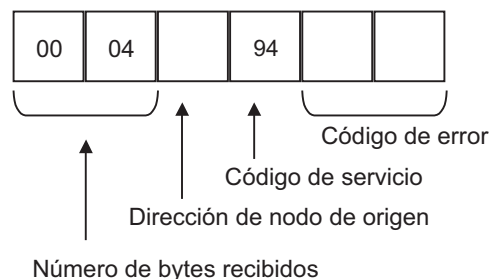 00 04 94
Código de error
Código de servicio
Dirección de nodo de origen
Número de bytes recibidos